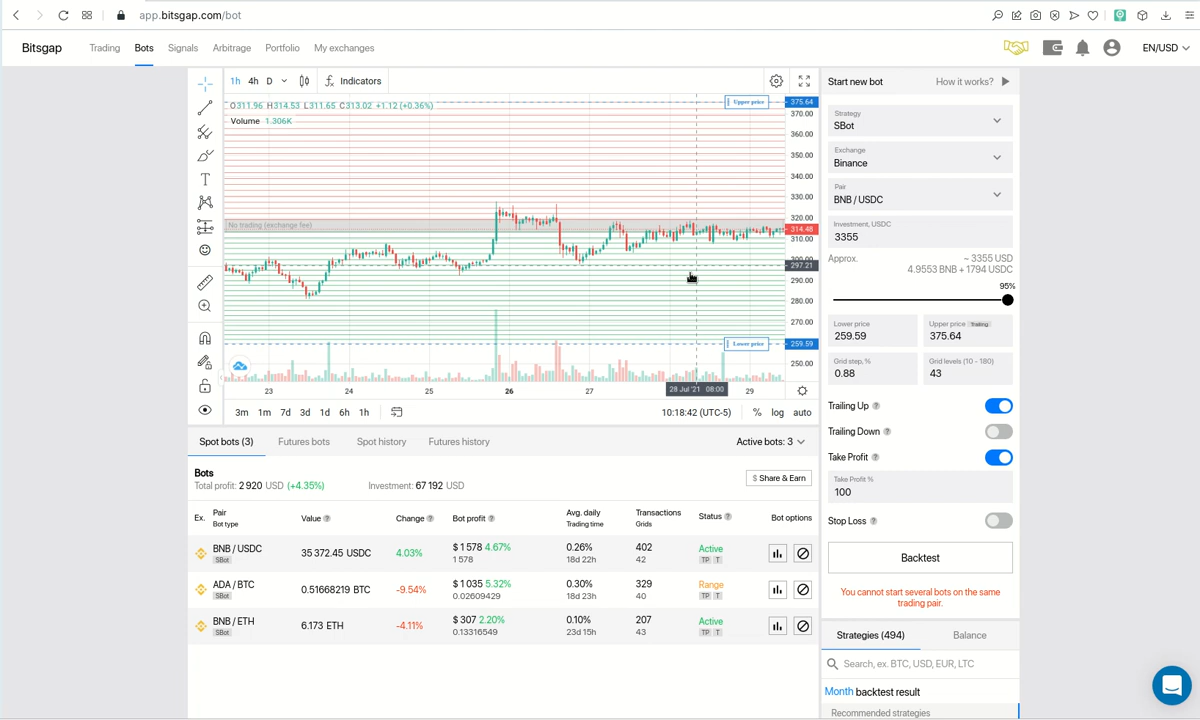 app.bitsgap.com/bot
Bitsgap Trading Bots Signals Arbitrage Portfolio My exchanges EN/USD
1h 4h D Indicators
O311.96 H314.53 L311.65 C313.02 +1.12 (+0.36%)
Volume 1.306K
Upper price 375.64
370.00
360.00
350.00
340.00
330.00
320.00
No trading (exchange fee)
314.48
310.00
300.00
297.21
290.00
280.00
270.00
Lower price 259.59
250.00
23 24 25 26 27 28 Jul '21 08:00 29
3m 1m 7d 3d 1d 6h 1h 10:18:42 (UTC-5) % log auto
Spot bots (3) Futures bots Spot history Futures history Active bots: 3
Bots
Total profit: 2 920 USD (+4.35%) Investment: 67 192 USD
$ Share & Earn
Ex. Pair Value ? Change ? Bot profit ? Avg. daily Transactions Status ? Bot options
Bot type Trading time Grids
BNB / USDC 35 372.45 USDC 4.03% $ 1 578 4.67% 0.26% 402 Active
SBot 1 578 18d 22h 42 TP T
ADA / BTC 0.51668219 BTC -9.54% $ 1 035 5.32% 0.30% 329 Range
SBot 0.02609429 18d 23h 40 TP T
BNB / ETH 6.173 ETH -4.11% $ 307 2.20% 0.10% 207 Active
SBot 0.13316549 23d 15h 43 TP T
Start new bot How it works?
Strategy
SBot
Exchange
Binance
Pair
BNB / USDC
Investment, USDC
3355
Approx. ~ 3355 USD
4.9553 BNB + 1794 USDC
95%
Lower price Upper price Trailing
259.59 375.64
Grid step, % Grid levels (10 - 180)
0.88 43
Trailing Up ?
Trailing Down ?
Take Profit ?
Take Profit %
100
Stop Loss ?
Backtest
You cannot start several bots on the same
trading pair.
Strategies (494) Balance
Search, ex. BTC, USD, EUR, LTC
Month backtest result
Recommended strategies